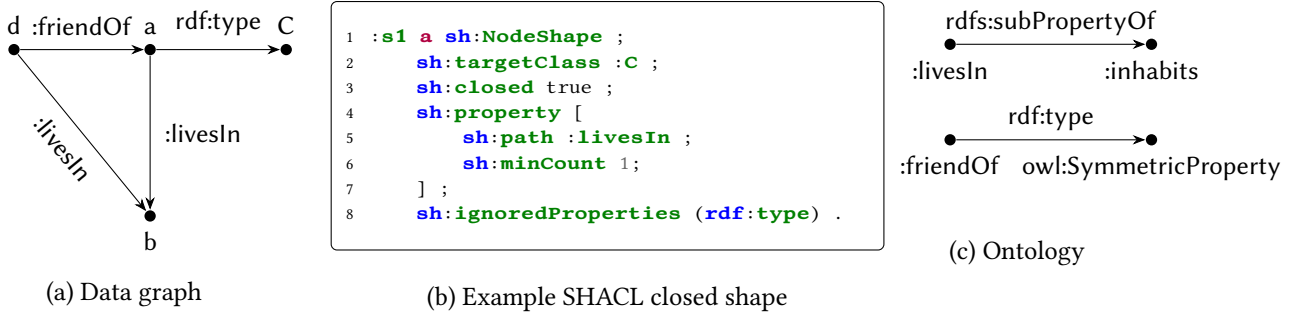 d :friendOf a rdf:type C
:livesIn
:livesIn
b
(a) Data graph
1 :s1 a sh:NodeShape ;
2 sh:targetClass :C ;
3 sh:closed true ;
4 sh:property [
5 sh:path :livesIn ;
6 sh:minCount 1;
7 ] ;
8 sh:ignoredProperties (rdf:type) .
(b) Example SHACL closed shape
rdfs:subPropertyOf
:livesIn :inhabits
rdf:type
:friendOf owl:SymmetricProperty
(c) Ontology